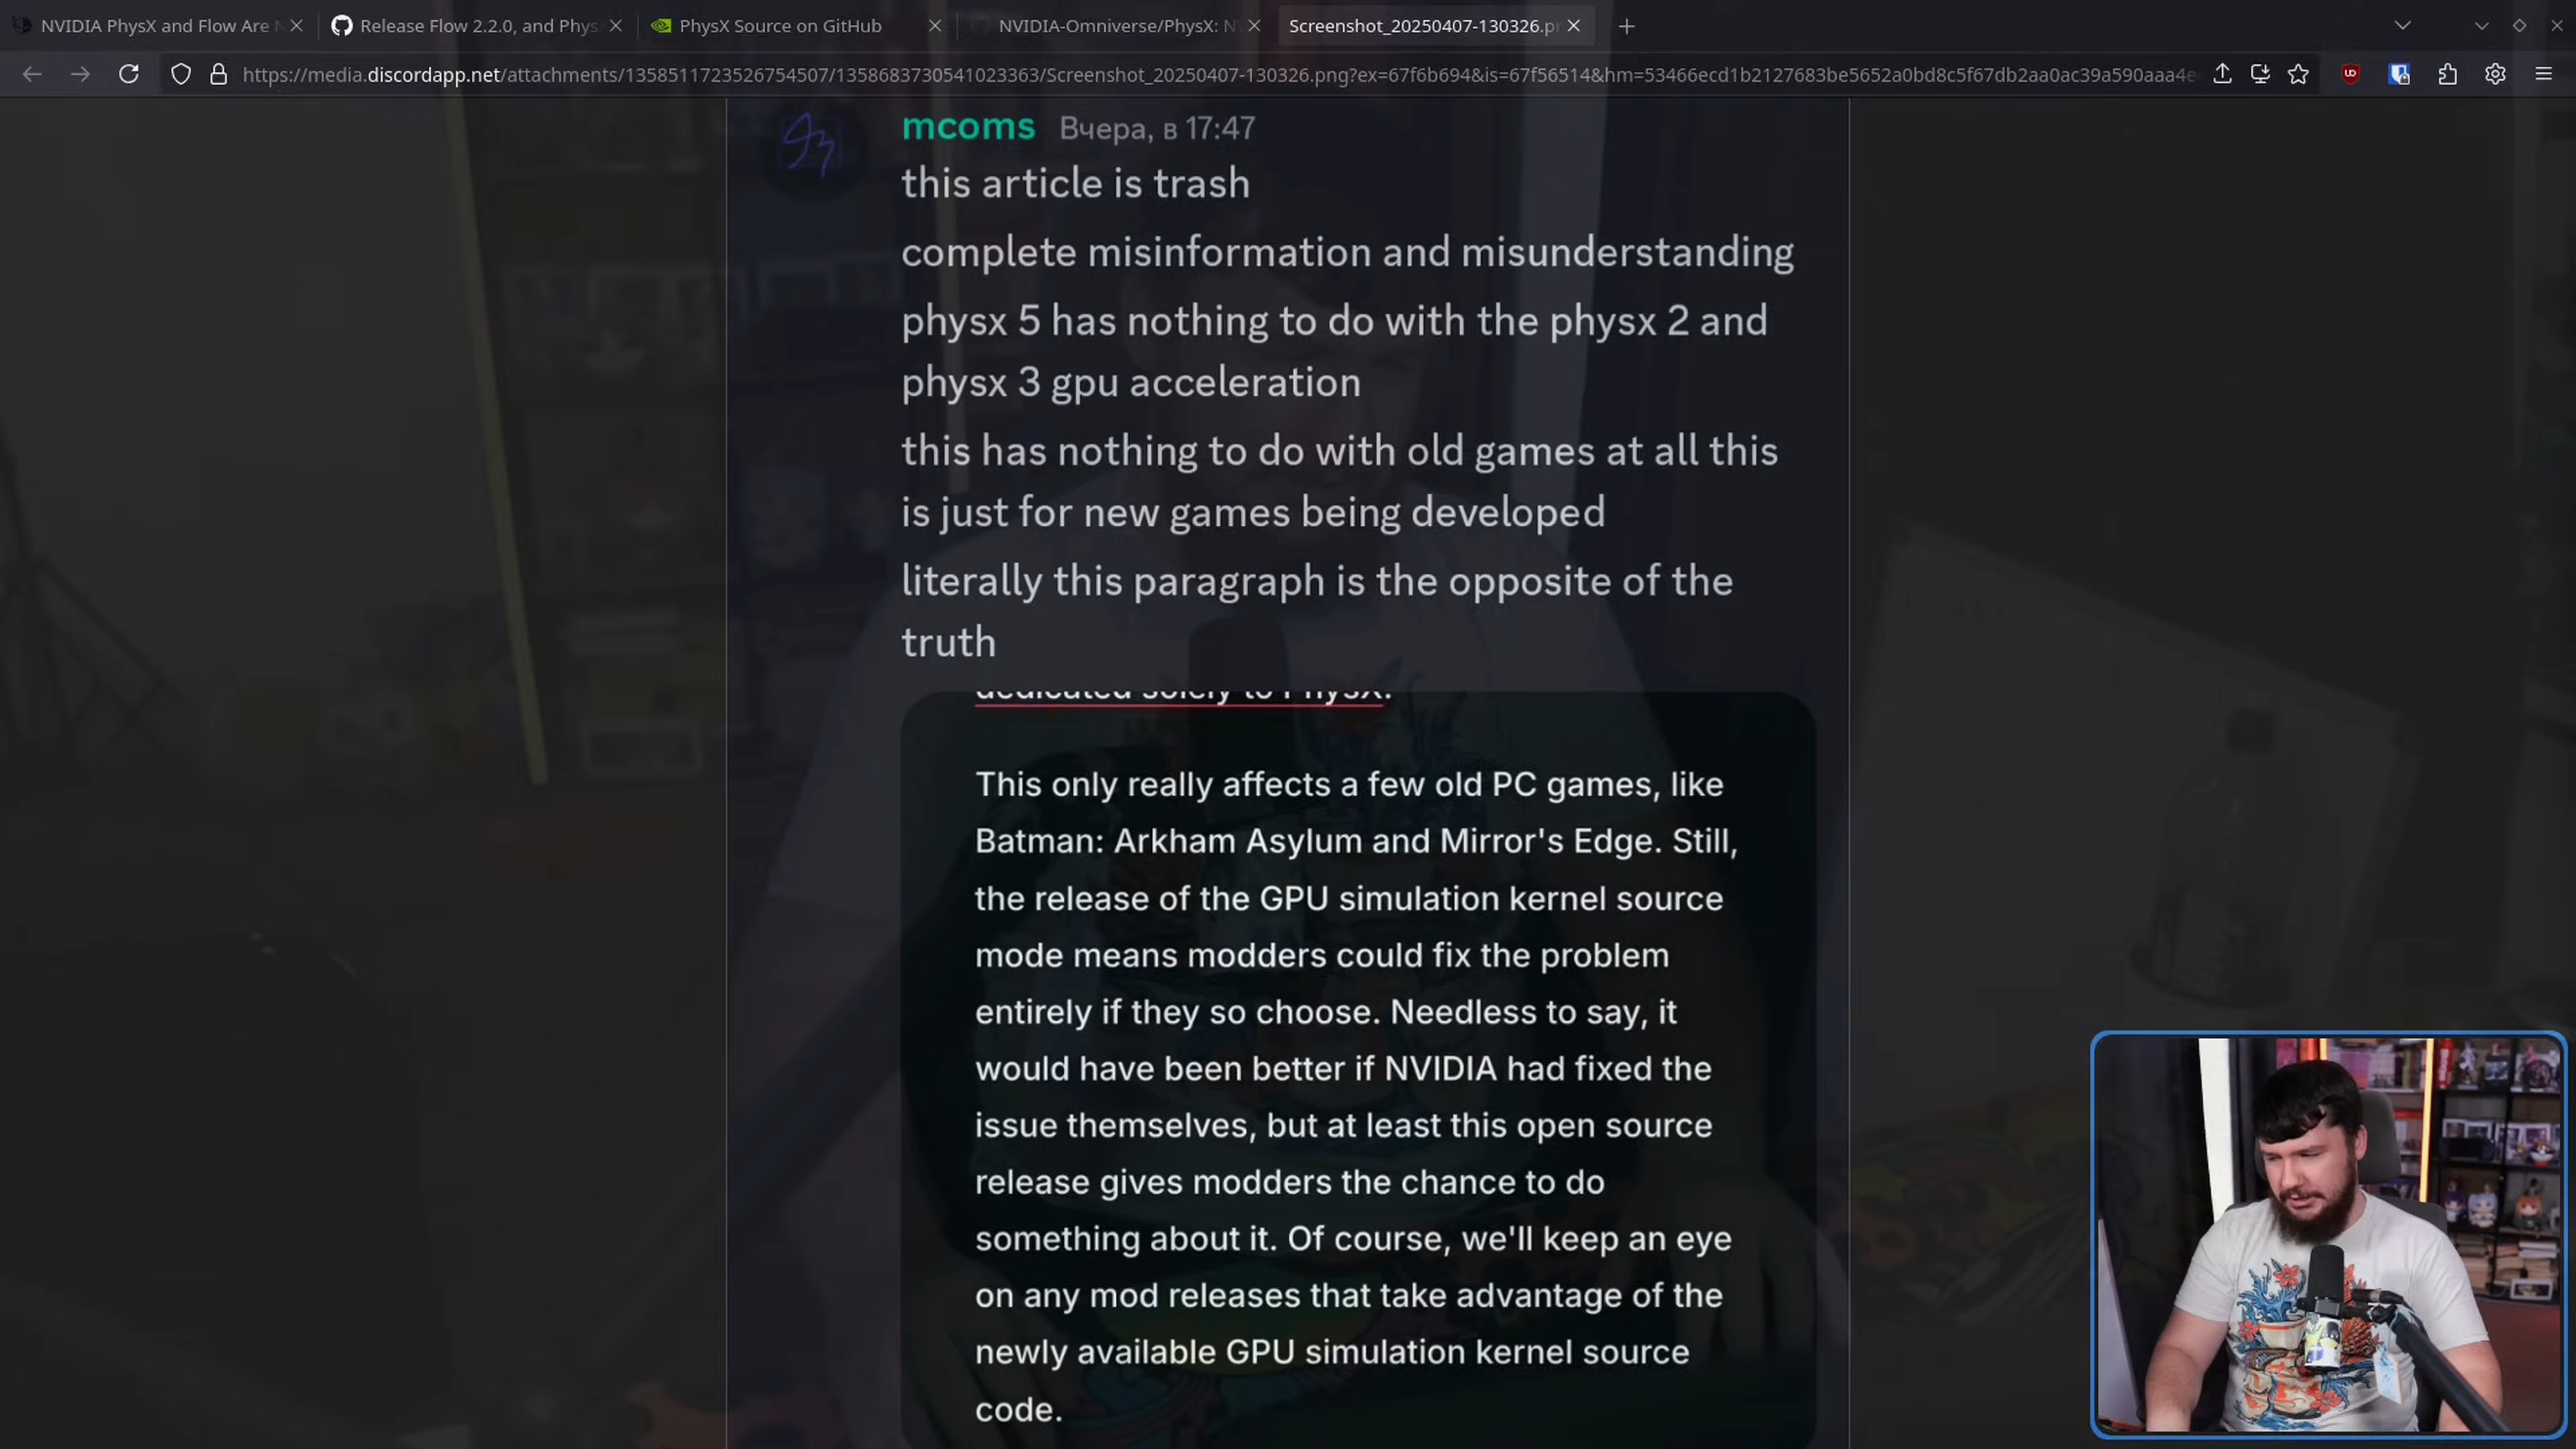 NVIDIA PhysX and Flow Are N
Release Flow 2.2.0, and Phys
PhysX Source on GitHub
NVIDIA-Omniverse/PhysX: N
Screenshot_20250407-130326.p
https://media.discordapp.net/attachments/1358511723526754507/1358683730541023363/Screenshot_20250407-130326.png?ex=67f6b694&is=67f56514&hm=53466ecd1b2127683be5652a0bd8c5f67db2aa0ac39a590aaa4e
mcoms Вчера, в 17:47
this article is trash
complete misinformation and misunderstanding
physx 5 has nothing to do with the physx 2 and
physx 3 gpu acceleration
this has nothing to do with old games at all this
is just for new games being developed
literally this paragraph is the opposite of the
truth
dedicated solely to PhysX.
This only really affects a few old PC games, like
Batman: Arkham Asylum and Mirror's Edge. Still,
the release of the GPU simulation kernel source
mode means modders could fix the problem
entirely if they so choose. Needless to say, it
would have been better if NVIDIA had fixed the
issue themselves, but at least this open source
release gives modders the chance to do
something about it. Of course, we'll keep an eye
on any mod releases that take advantage of the
newly available GPU simulation kernel source
code.